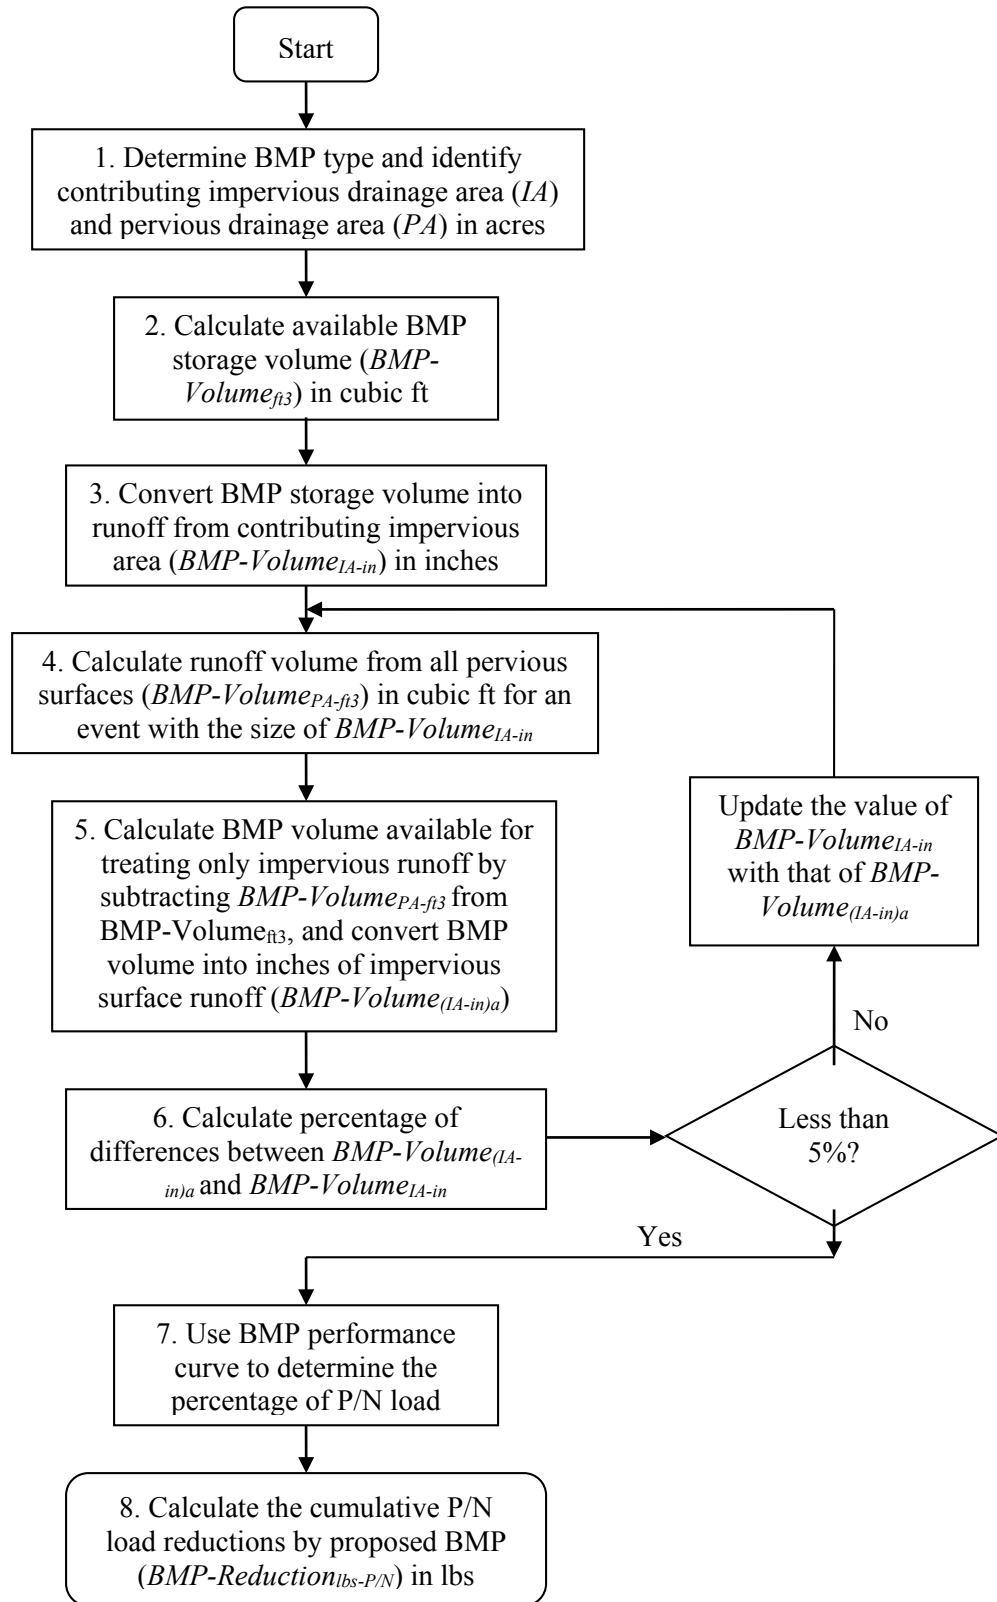 Start
1. Determine BMP type and identify
contributing impervious drainage area (IA)
and pervious drainage area (PA) in acres
2. Calculate available BMP
storage volume (BMP-
Volumeft3) in cubic ft
3. Convert BMP storage volume into
runoff from contributing impervious
area (BMP-VolumeIA-in) in inches
4. Calculate runoff volume from all pervious
surfaces (BMP-VolumePA-ft3) in cubic ft for an
event with the size of BMP-VolumeIA-in
5. Calculate BMP volume available for
treating only impervious runoff by
subtracting BMP-VolumePA-ft3 from
BMP-Volumeft3, and convert BMP
volume into inches of impervious
surface runoff (BMP-Volume(IA-in)a)
Update the value of
BMP-VolumeIA-in
with that of BMP-
Volume(IA-in)a
No
6. Calculate percentage of
differences between BMP-Volume(IA-
in)a and BMP-VolumeIA-in
Less than
5%?
Yes
7. Use BMP performance
curve to determine the
percentage of P/N load
8. Calculate the cumulative P/N
load reductions by proposed BMP
(BMP-Reductionlbs-P/N) in lbs